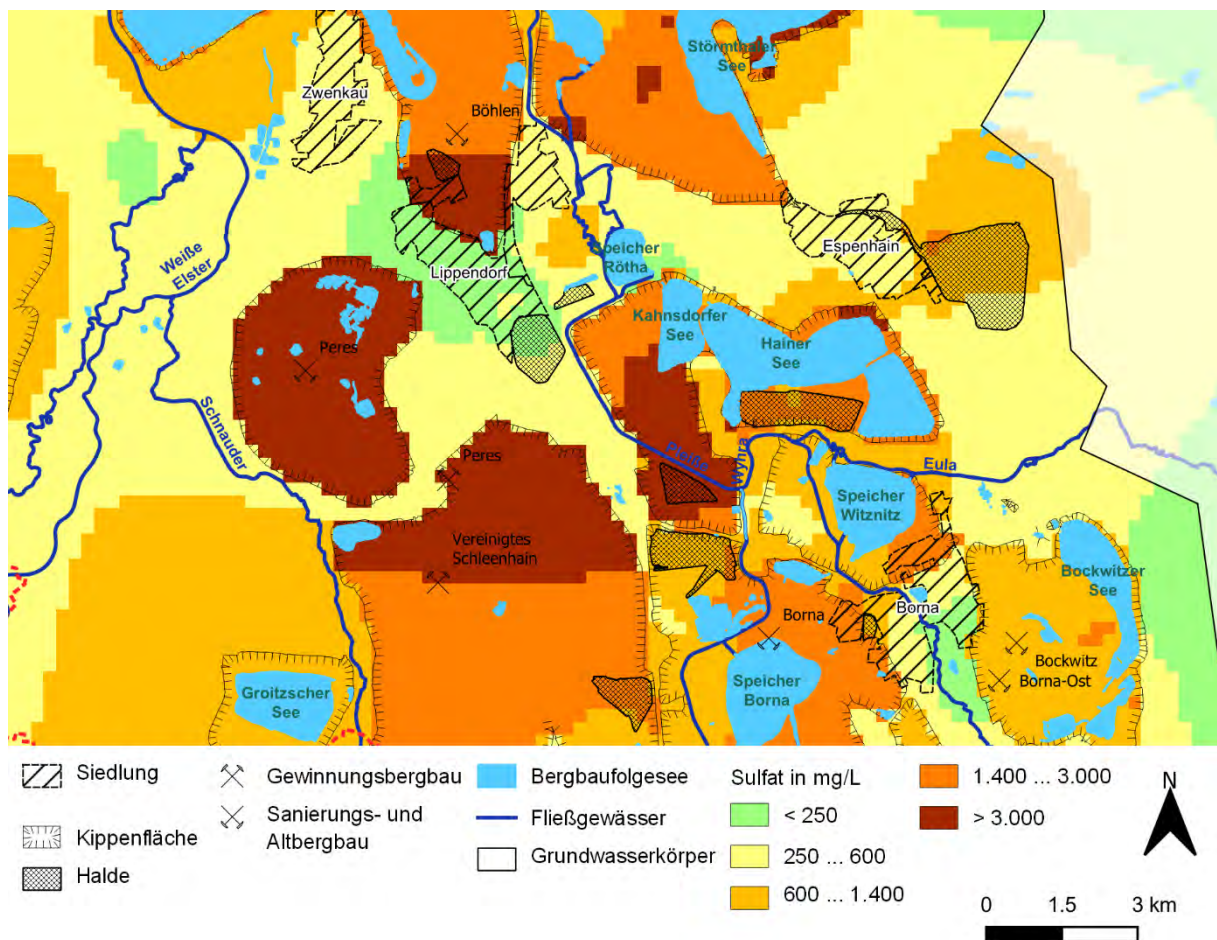 Störmthaler
See
Zwenkau
Böhlen
Weiße
Elster
Lippendorf
Speicher
Rötha
Espenhain
Kahnsdorfer
See
Hainer
See
Peres
Schnauder
Peres
Pleiße
Wyhra
Eula
Speicher
Witznitz
Vereinigtes
Schleenhain
Bockwitzer
See
Borna
Borna
Bockwitz
Borna-Ost
Groitzscher
See
Speicher
Borna
Siedlung
Kippenfläche
Halde
Gewinnungsbergbau
Sanierungs- und
Altbergbau
Bergbaufolgesee
Fließgewässer
Grundwasserkörper
Sulfat in mg/L
< 250
250 ... 600
600 ... 1.400
1.400 ... 3.000
> 3.000
N
0 1.5 3 km